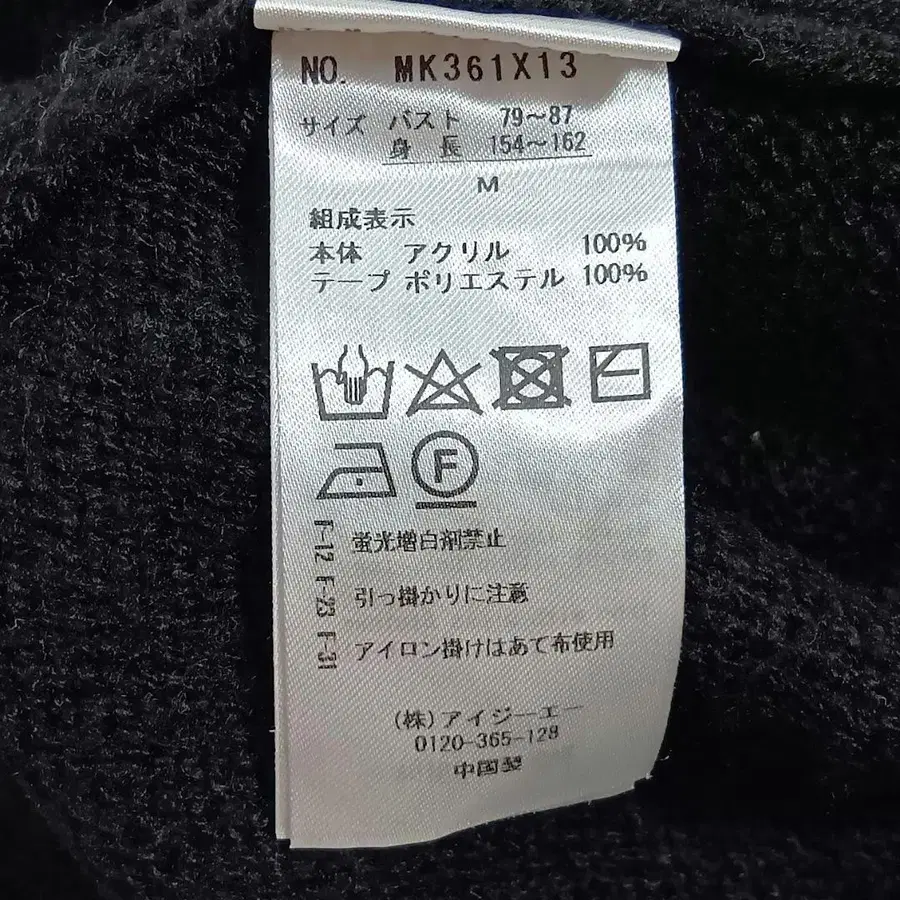 NO. MK361X13
サイズ バスト 79〜87
身長 154〜162
M
組成表示
本体 アクリル 100%
テープ ポリエステル 100%
F
F-12 蛍光増白剤禁止
F-23 引っ掛かりに注意
F-31 アイロン掛けはあて布使用
(株)アイジーエー
0120-365-128
中国製